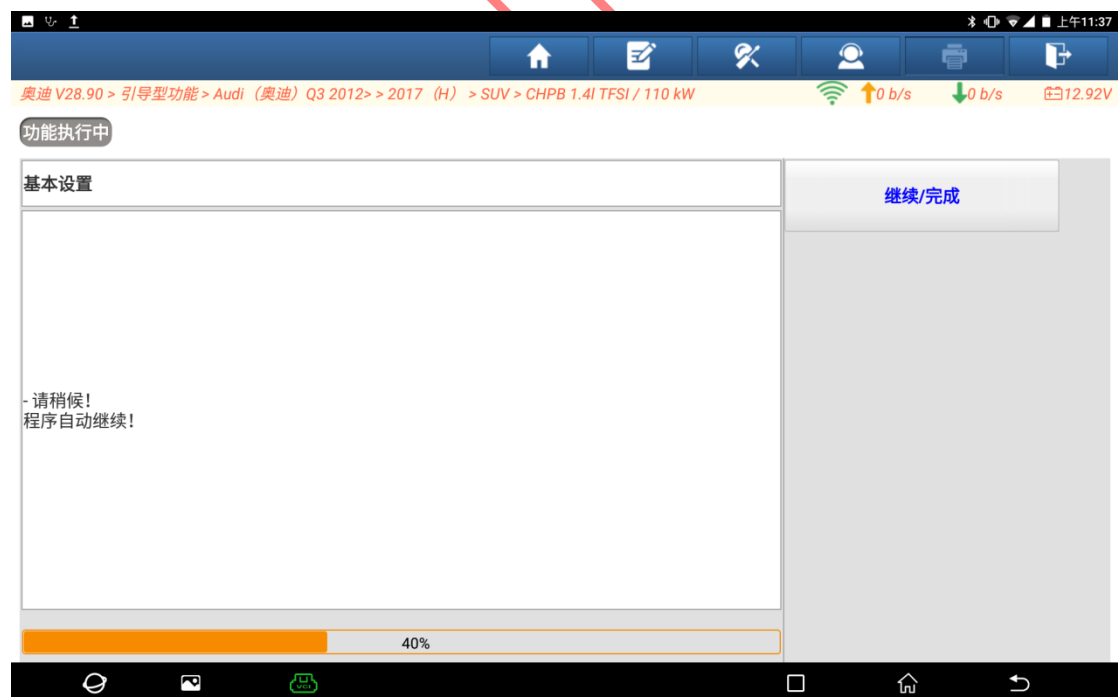 上午11:37
奥迪 V28.90 > 引导型功能 > Audi（奥迪）Q3 2012> > 2017（H） > SUV > CHPB 1.4l TFSI / 110 kW
0 b/s
0 b/s
12.92V
功能执行中
基本设置
继续/完成
- 请稍候！
程序自动继续！
40%
VCI